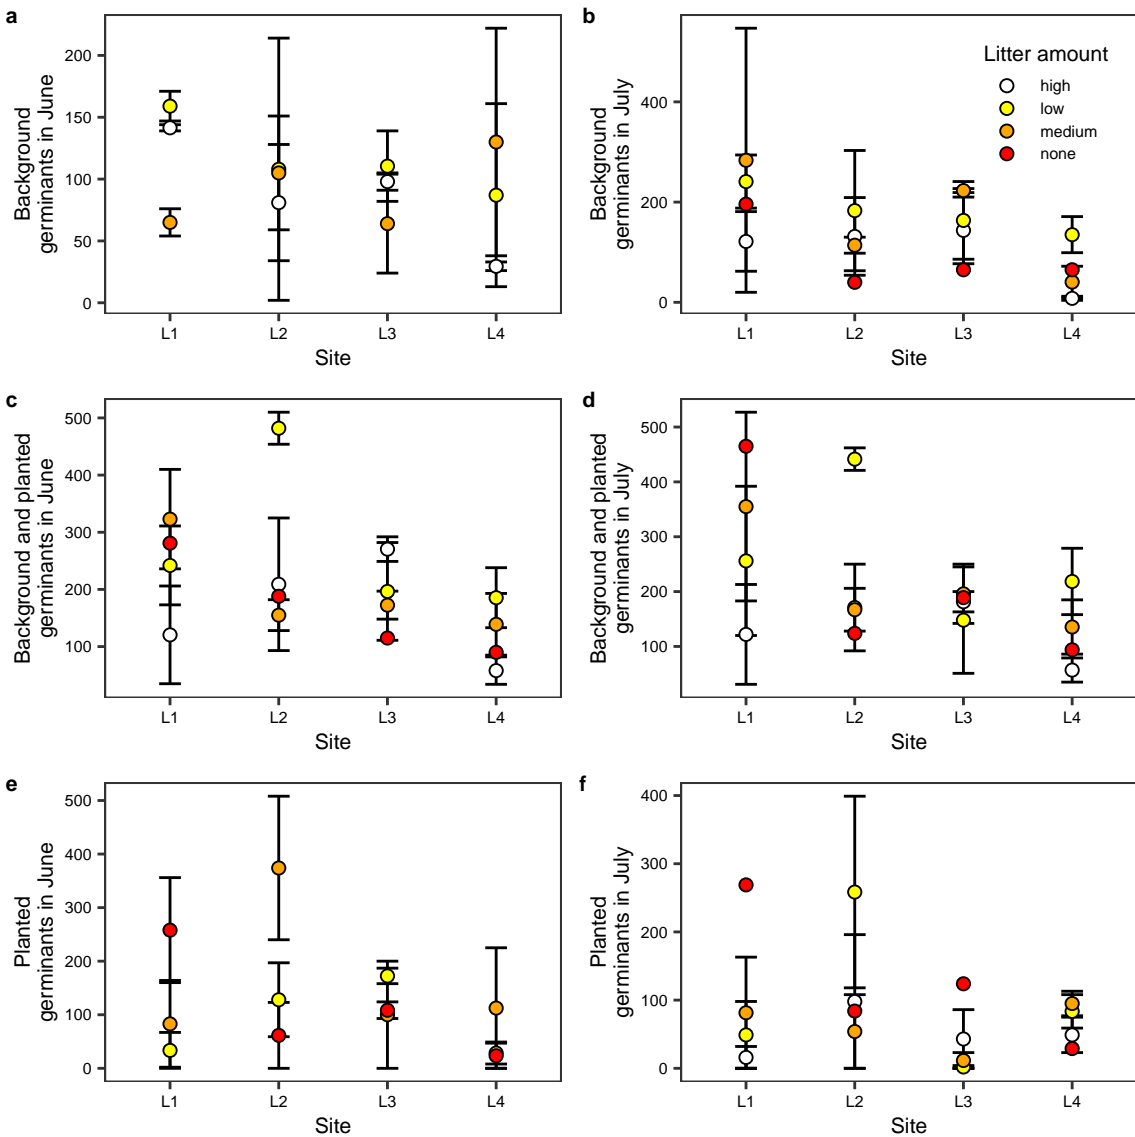 a
Background
germinants in June
200
150
100
50
0
L1 L2 L3 L4
Site
b
Background
germinants in July
400
200
0
Litter amount
high
low
medium
none
L1 L2 L3 L4
Site
c
Background and planted
germinants in June
500
400
300
200
100
L1 L2 L3 L4
Site
d
Background and planted
germinants in July
500
400
300
200
100
L1 L2 L3 L4
Site
e
Planted
germinants in June
500
400
300
200
100
0
L1 L2 L3 L4
Site
f
Planted
germinants in July
400
300
200
100
0
L1 L2 L3 L4
Site